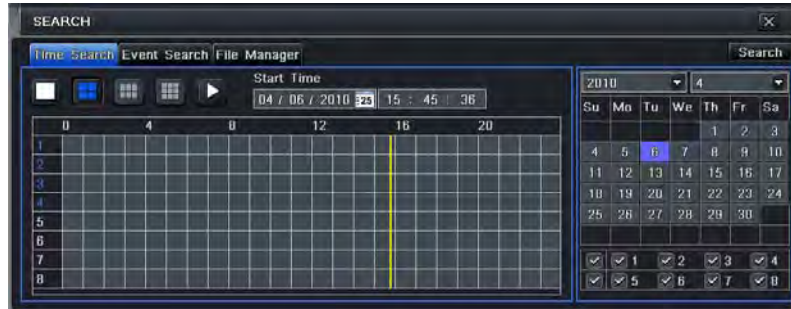 SEARCH
Time Search Event Search File Manager Search
Start Time
04 / 06 / 2010 25 15 : 45 : 36
0 4 8 12 16 20
1
2
3
4
5
6
7
8
2010 4
Su Mo Tu We Th Fr Sa
1 2 3
4 5 6 7 8 9 10
11 12 13 14 15 16 17
18 19 20 21 22 23 24
25 26 27 28 29 30
1 2 3 4
5 6 7 8